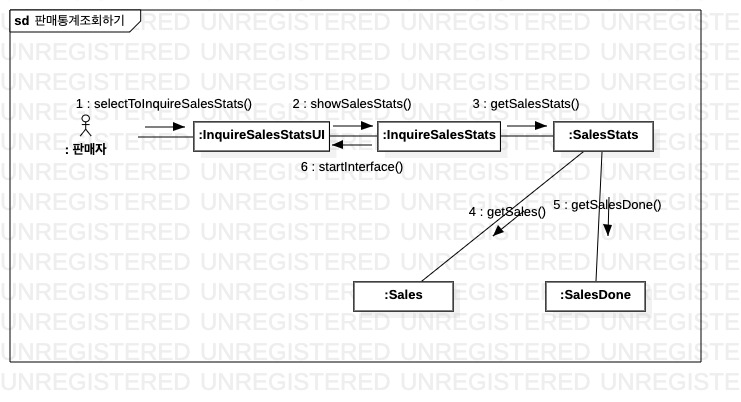 sd 판매통계조회하기
1 : selectToInquireSalesStats()
2 : showSalesStats()
3 : getSalesStats()
: 판매자
:InquireSalesStatsUI
:InquireSalesStats
:SalesStats
6 : startInterface()
4 : getSales()
5 : getSalesDone()
:Sales
:SalesDone
UNREGISTERED UNREGISTERED UNREGISTERED UNREGISTERED